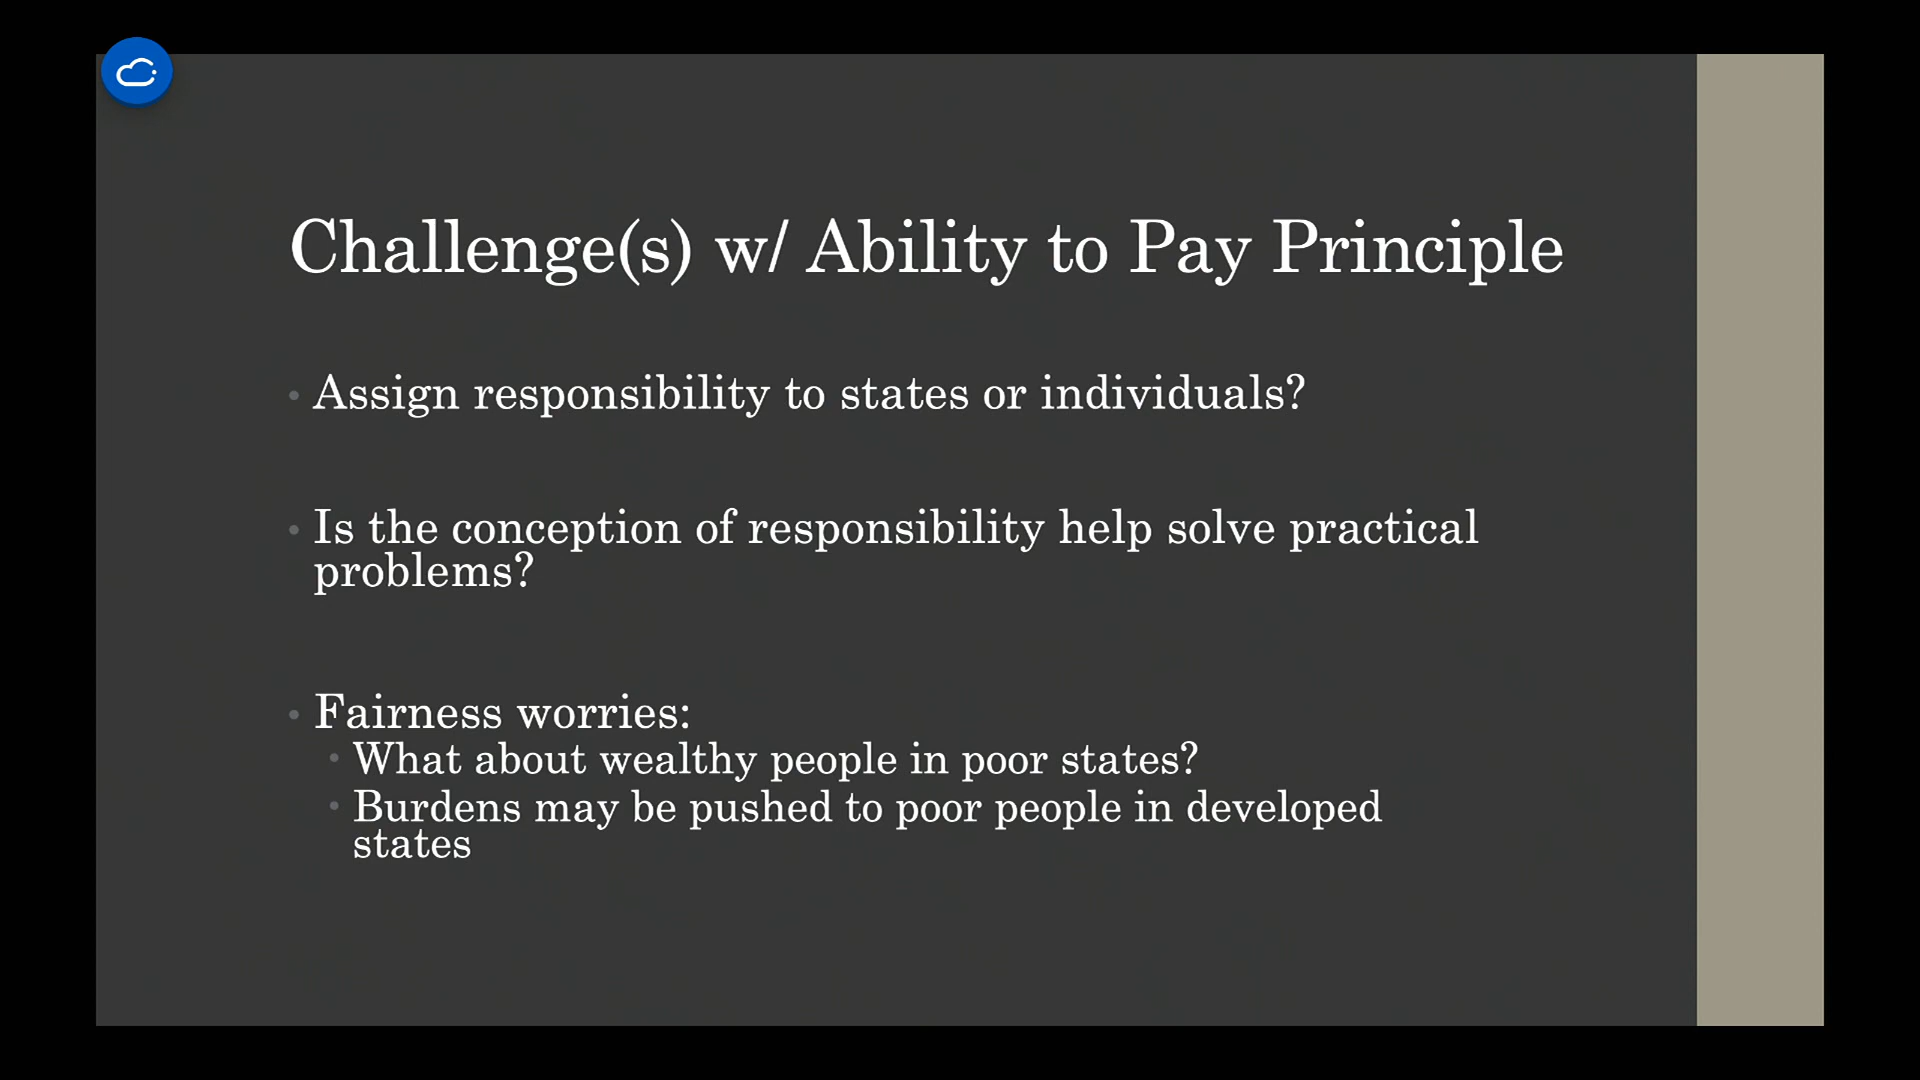 Challenge(s) w/ Ability to Pay Principle
• Assign responsibility to states or individuals?
• Is the conception of responsibility help solve practical
problems?
• Fairness worries:
• What about wealthy people in poor states?
• Burdens may be pushed to poor people in developed
states